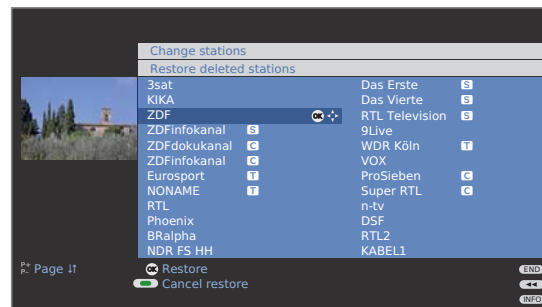 Change stations
Restore deleted stations
3sat
KIKA
ZDF OK
ZDFinfokanal S
ZDFdokukanal C
ZDFinfokanal C
Eurosport T
NONAME T
RTL
Phoenix
BRalpha
NDR FS HH
Das Erste S
Das Vierte S
RTL Television S
9Live
WDR Köln T
VOX
ProSieben C
Super RTL C
n-tv
DSF
RTL2
KABEL1
P+
P- Page
OK Restore
Cancel restore
END
INFO